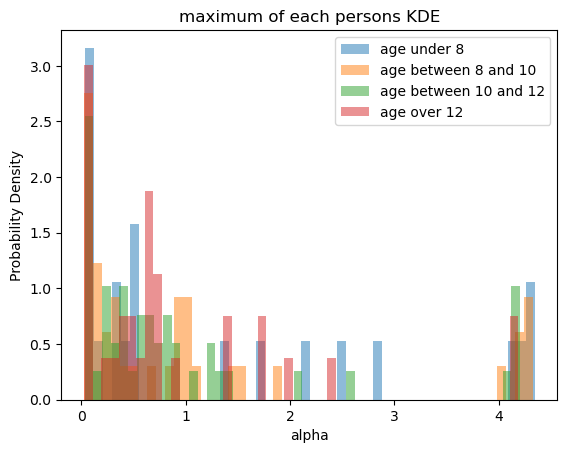 maximum of each persons KDE
age under 8
age between 8 and 10
age between 10 and 12
age over 12
Probability Density
3.0
2.5
2.0
1.5
1.0
0.5
0.0
0 1 2 3 4
alpha